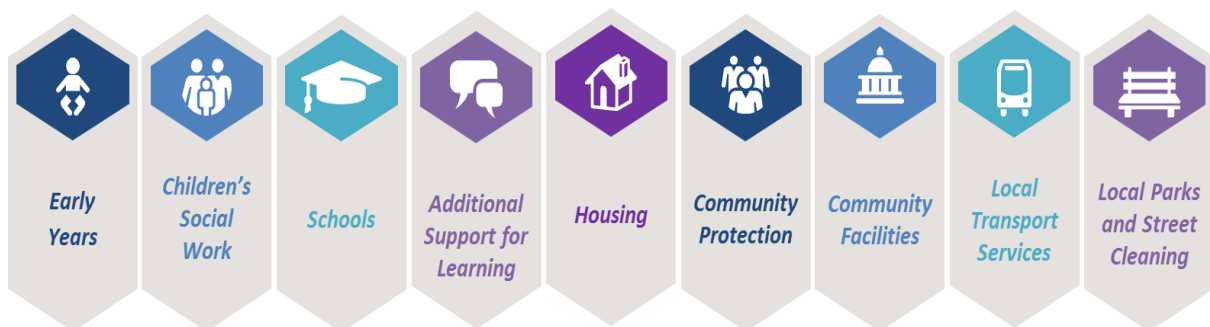 Early
Years
Children's
Social
Work
Schools
Additional
Support for
Learning
Housing
Community
Protection
Community
Facilities
Local
Transport
Services
Local Parks
and Street
Cleaning